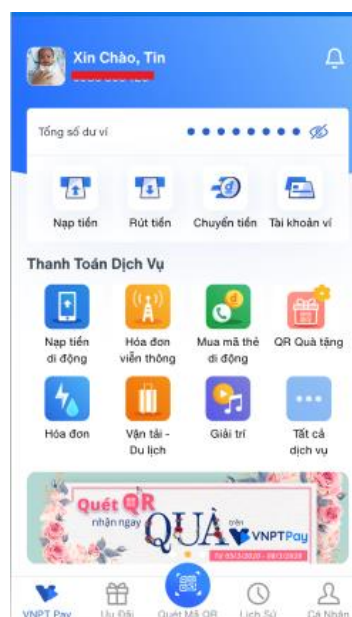 Xin Chào, Tin
Tổng số dư ví
Nạp tiền
Rút tiền
Chuyển tiền
Tài khoản ví
Thanh Toán Dịch Vụ
Nạp tiền
di động
Hóa đơn
viễn thông
Mua mã thẻ
di động
QR Quà tặng
Hóa đơn
Vận tải -
Du lịch
Giải trí
Tất cả
dịch vụ
Quét QR
nhận ngay
QUÀ trên
VNPTPay
VNPT Pay
Ưu Đãi
Quét Mã QR
Lịch Sử
Cá Nhân